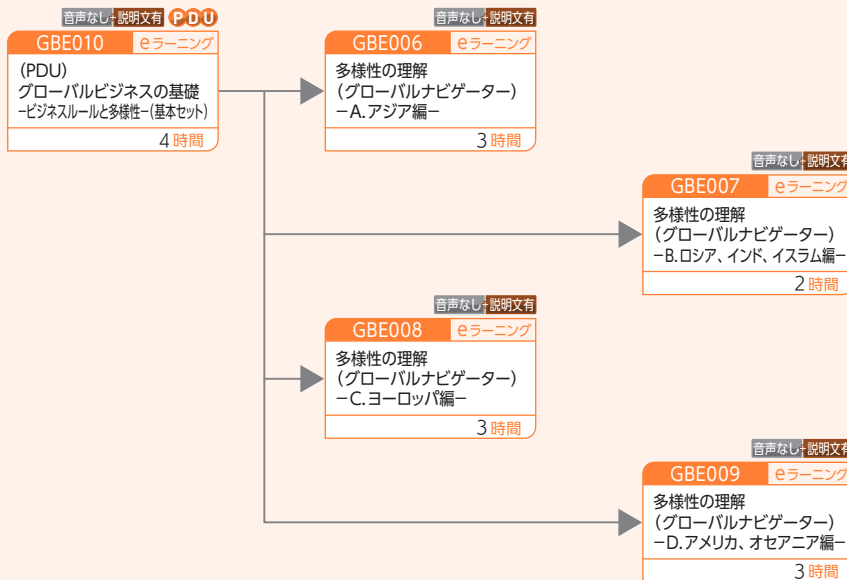 音声なし+説明文有 PDU
GBE010 eラーニング
(PDU)
グローバルビジネスの基礎
−ビジネスルールと多様性−(基本セット)
4時間
音声なし+説明文有
GBE006 eラーニング
多様性の理解
(グローバルナビゲーター)
−A.アジア編−
3時間
音声なし+説明文有
GBE007 eラーニング
多様性の理解
(グローバルナビゲーター)
−B.ロシア、インド、イスラム編−
2時間
音声なし+説明文有
GBE008 eラーニング
多様性の理解
(グローバルナビゲーター)
−C.ヨーロッパ編−
3時間
音声なし+説明文有
GBE009 eラーニング
多様性の理解
(グローバルナビゲーター)
−D.アメリカ、オセアニア編−
3時間